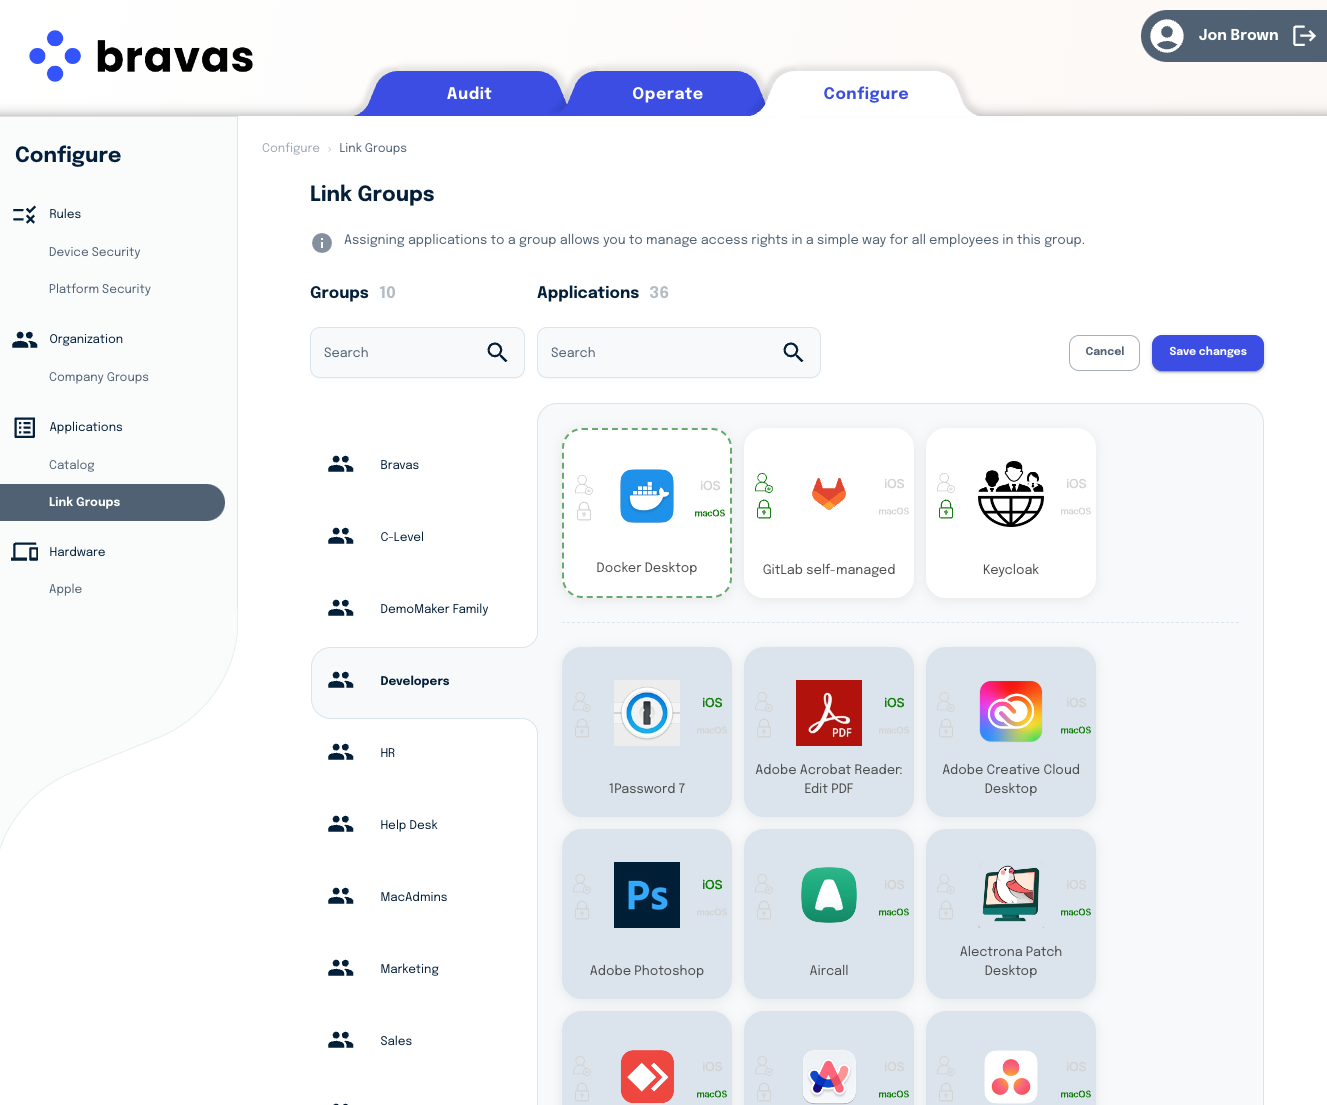 bravas
Jon Brown
Audit
Operate
Configure
Configure
Rules
Device Security
Platform Security
Organization
Company Groups
Applications
Catalog
Link Groups
Hardware
Apple
Configure › Link Groups
Link Groups
Assigning applications to a group allows you to manage access rights in a simple way for all employees in this group.
Groups 10
Applications 36
Search
Search
Cancel
Save changes
Bravas
C-Level
DemoMaker Family
Developers
HR
Help Desk
MacAdmins
Marketing
Sales
iOS
macOS
Docker Desktop
iOS
macOS
GitLab self-managed
iOS
macOS
Keycloak
iOS
macOS
1Password 7
PDF
iOS
macOS
Adobe Acrobat Reader:
Edit PDF
iOS
macOS
Adobe Creative Cloud
Desktop
Ps
iOS
macOS
Adobe Photoshop
iOS
macOS
Aircall
iOS
macOS
Alectrona Patch
Desktop
iOS
macOS
iOS
macOS
iOS
macOS